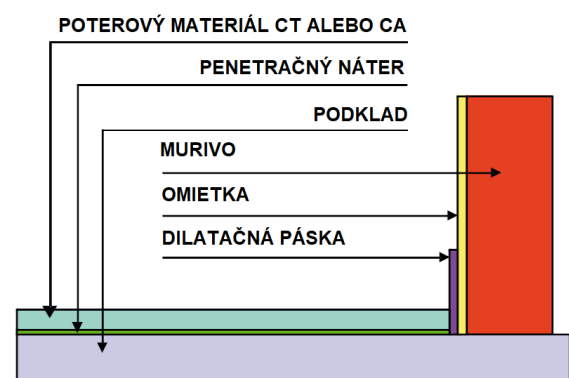 POTEROVÝ MATERIÁL CT ALEBO CA
PENETRAČNÝ NÁTER
PODKLAD
MURIVO
OMIETKA
DILATAČNÁ PÁSKA